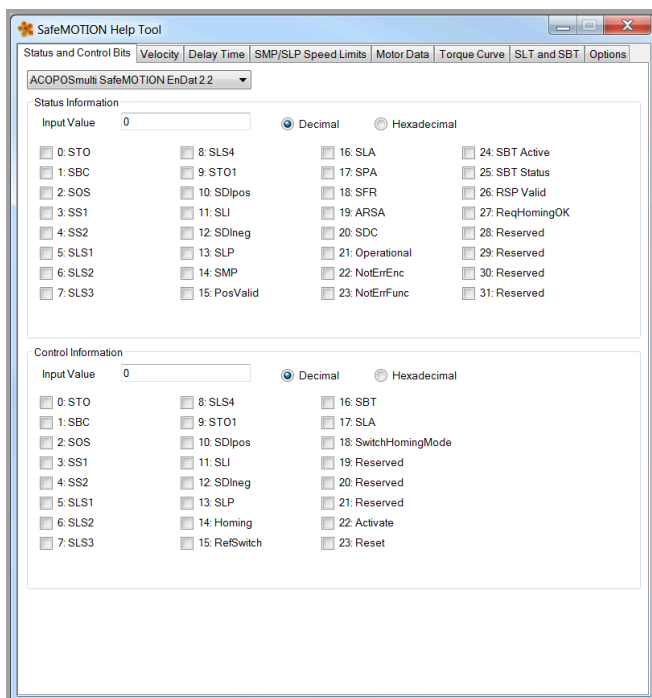 SafeMOTION Help Tool
Status and Control Bits Velocity Delay Time SMP/SLP Speed Limits Motor Data Torque Curve SLT and SBT Options
ACOPOSmulti SafeMOTION EnDat 2.2
Status Information
Input Value 0 Decimal Hexadecimal
0: STO 8: SLS4 16: SLA 24: SBT Active
1: SBC 9: STO1 17: SPA 25: SBT Status
2: SOS 10: SDIpos 18: SFR 26: RSP Valid
3: SS1 11: SLI 19: ARSA 27: ReqHomingOK
4: SS2 12: SDIneg 20: SDC 28: Reserved
5: SLS1 13: SLP 21: Operational 29: Reserved
6: SLS2 14: SMP 22: NotErrEnc 30: Reserved
7: SLS3 15: PosValid 23: NotErrFunc 31: Reserved
Control Information
Input Value 0 Decimal Hexadecimal
0: STO 8: SLS4 16: SBT
1: SBC 9: STO1 17: SLA
2: SOS 10: SDIpos 18: SwitchHomingMode
3: SS1 11: SLI 19: Reserved
4: SS2 12: SDIneg 20: Reserved
5: SLS1 13: SLP 21: Reserved
6: SLS2 14: Homing 22: Activate
7: SLS3 15: RefSwitch 23: Reset